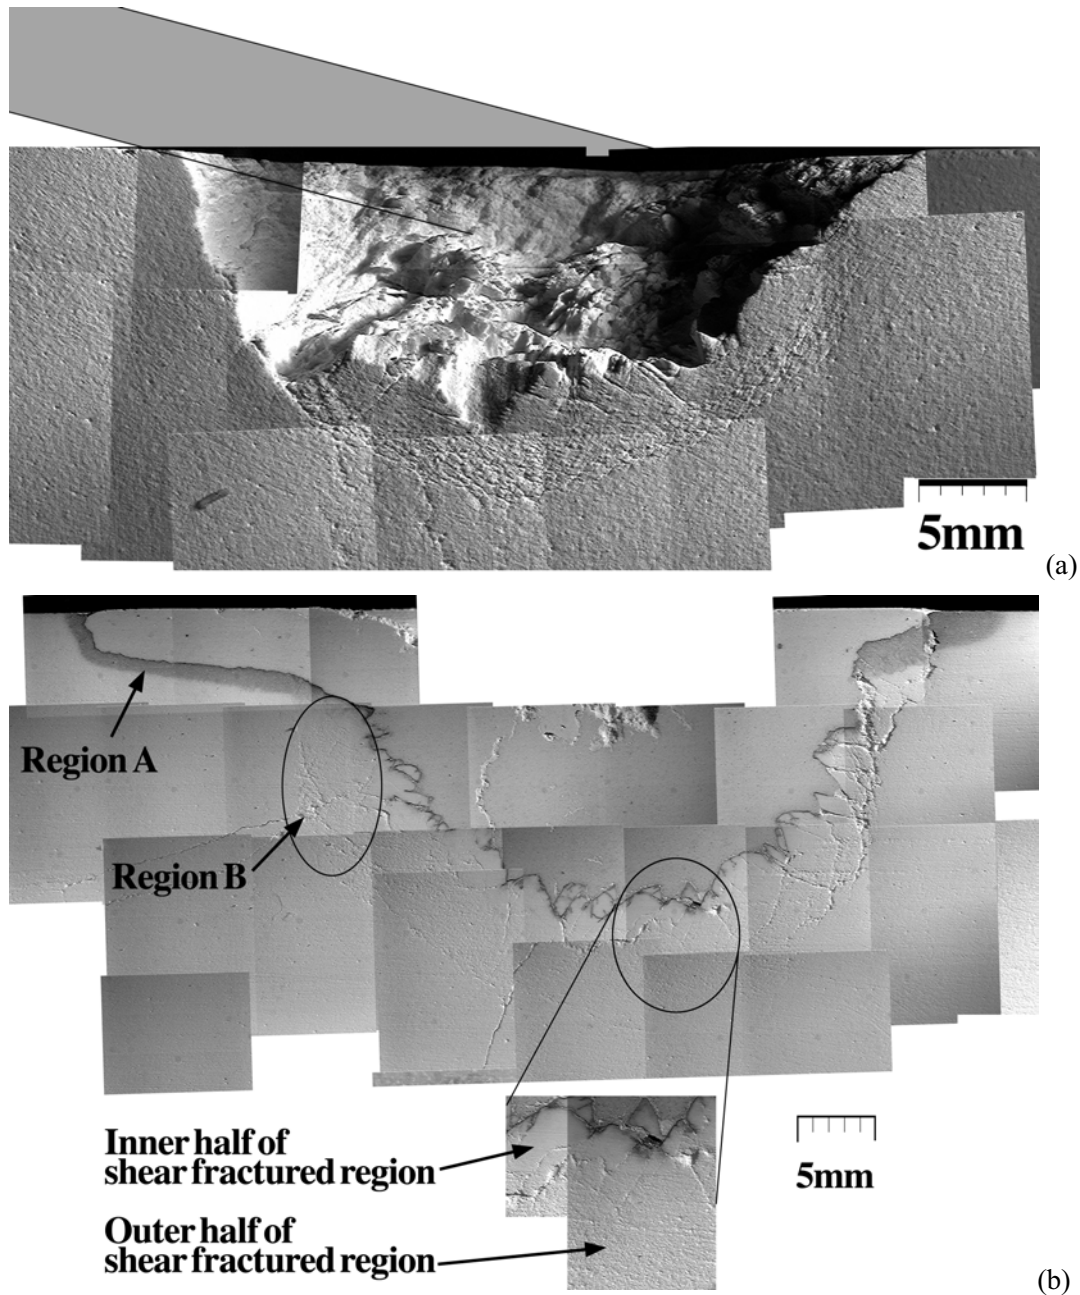 5mm
(a)
Region A
Region B
Inner half of
shear fractured region
5mm
Outer half of
shear fractured region
(b)